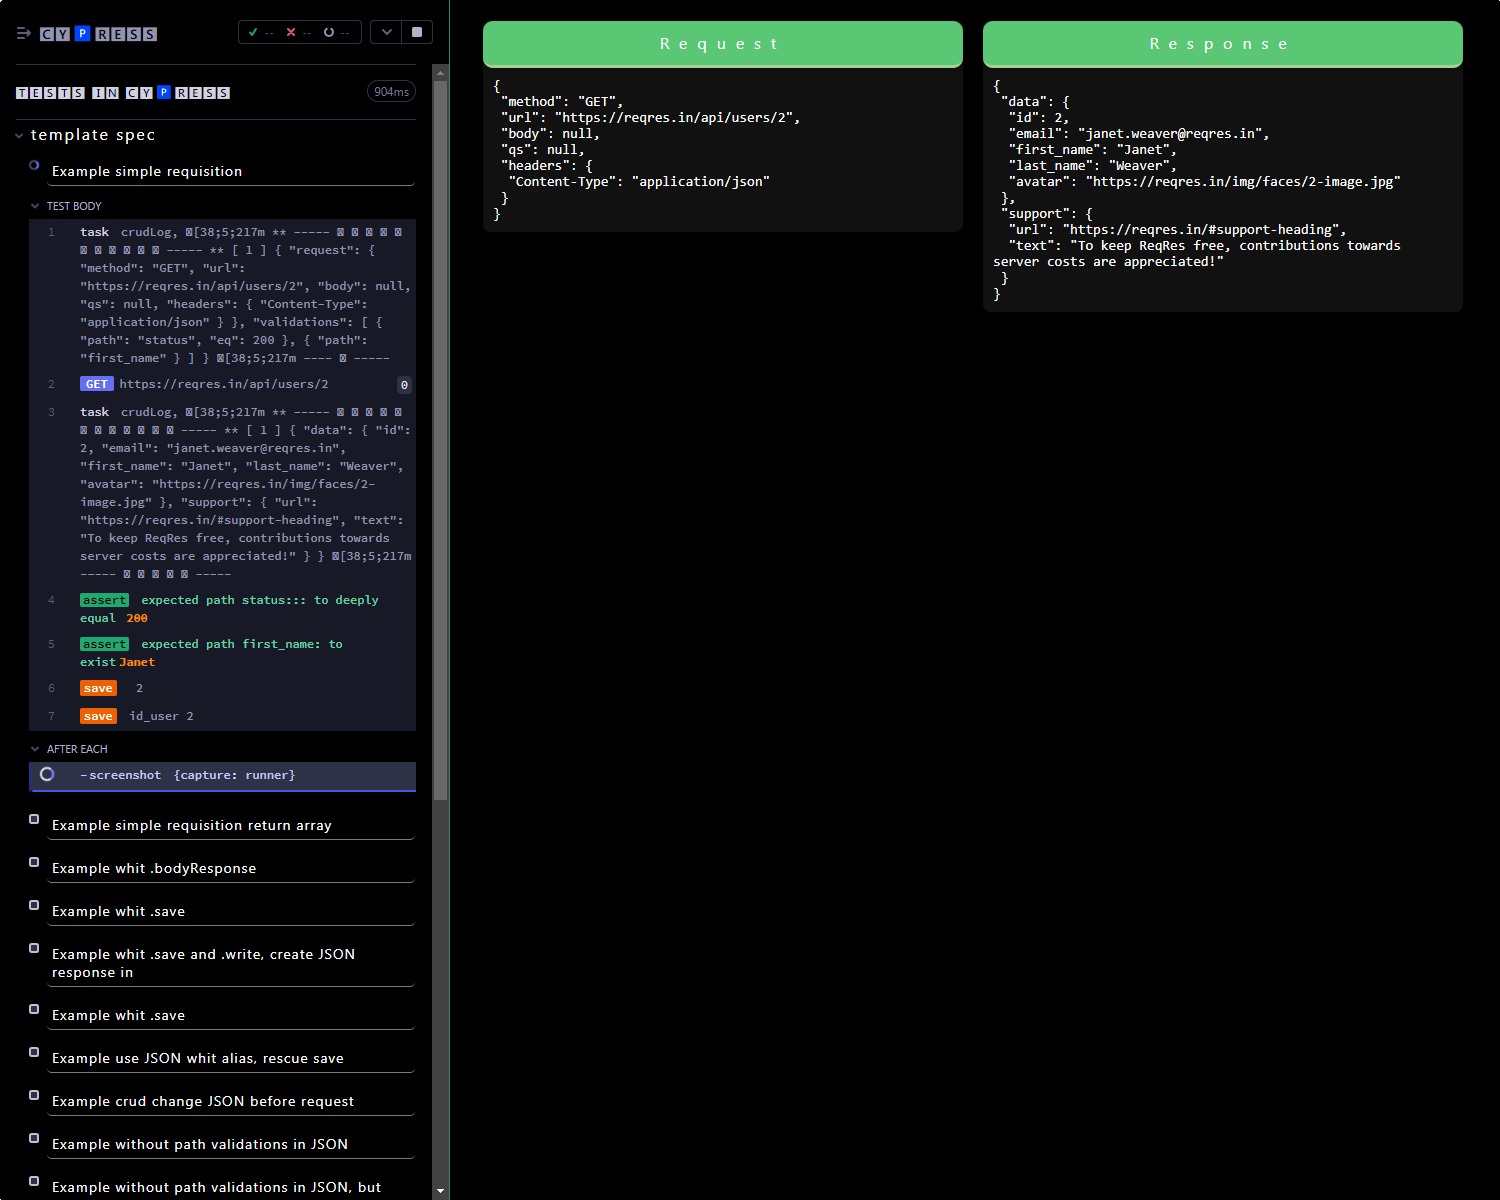 CYPRESS
-- -- --
TESTS IN CYPRESS
904ms
template spec
Example simple requisition
TEST BODY
1 task crudLog, [38;5;217m ** -----
----- ** [ 1 ] { "request": {
"method": "GET", "url":
"https://reqres.in/api/users/2", "body": null,
"qs": null, "headers": { "Content-Type":
"application/json" } }, "validations": [ {
"path": "status", "eq": 200 }, { "path":
"first_name" } ] } [38;5;217m ---- -----
2 GET https://reqres.in/api/users/2 0
3 task crudLog, [38;5;217m ** -----
----- ** [ 1 ] { "data": { "id":
2, "email": "janet.weaver@reqres.in",
"first_name": "Janet", "last_name": "Weaver",
"avatar": "https://reqres.in/img/faces/2-
image.jpg" }, "support": { "url":
"https://reqres.in/#support-heading", "text":
"To keep ReqRes free, contributions towards
server costs are appreciated!" } } [38;5;217m
----- -----
4 assert expected path status::: to deeply
equal 200
5 assert expected path first_name: to
exist Janet
6 save 2
7 save id_user 2
AFTER EACH
-screenshot {capture: runner}
Example simple requisition return array
Example whit .bodyResponse
Example whit .save
Example whit .save and .write, create JSON
response in
Example whit .save
Example use JSON whit alias, rescue save
Example crud change JSON before request
Example without path validations in JSON
Example without path validations in JSON, but
Request
{
"method": "GET",
"url": "https://reqres.in/api/users/2",
"body": null,
"qs": null,
"headers": {
"Content-Type": "application/json"
}
}
Response
{
"data": {
"id": 2,
"email": "janet.weaver@reqres.in",
"first_name": "Janet",
"last_name": "Weaver",
"avatar": "https://reqres.in/img/faces/2-image.jpg"
},
"support": {
"url": "https://reqres.in/#support-heading",
"text": "To keep ReqRes free, contributions towards
server costs are appreciated!"
}
}